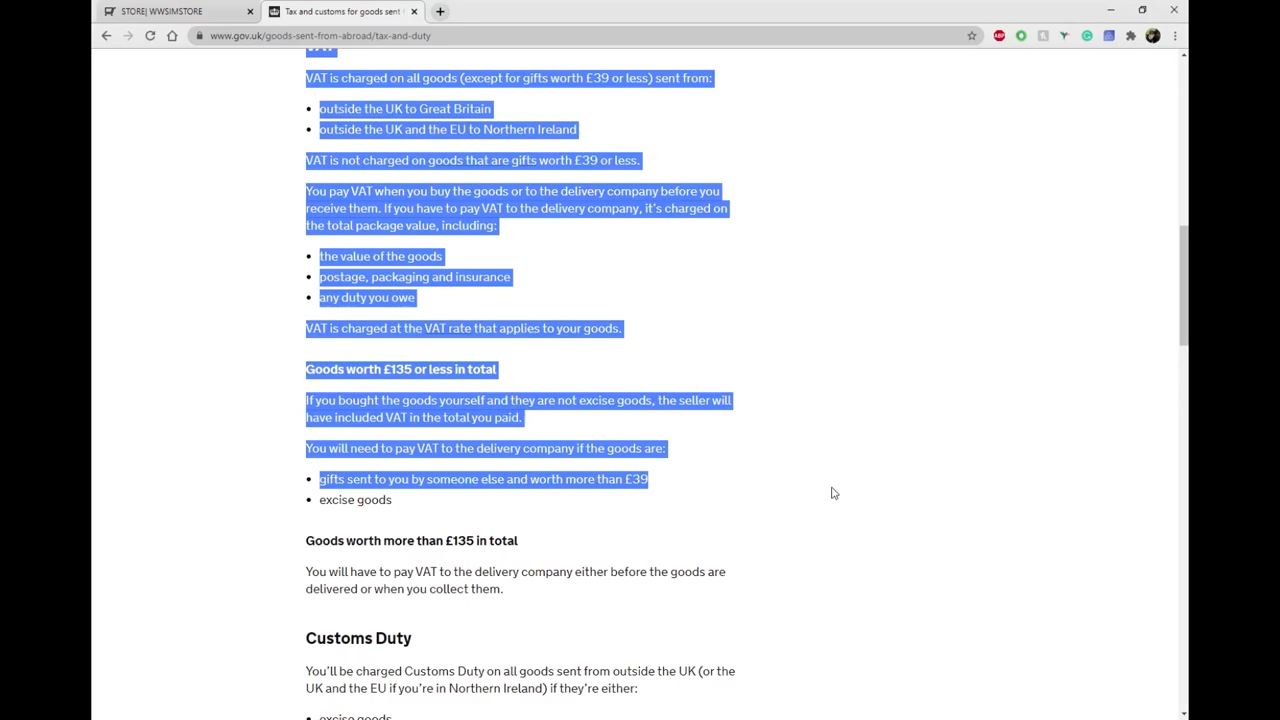 STORE| WWSIMSTORE
Tax and customs for goods sent f
www.gov.uk/goods-sent-from-abroad/tax-and-duty
ABP
VAT
VAT is charged on all goods (except for gifts worth £39 or less) sent from:
• outside the UK to Great Britain
• outside the UK and the EU to Northern Ireland
VAT is not charged on goods that are gifts worth £39 or less.
You pay VAT when you buy the goods or to the delivery company before you
receive them. If you have to pay VAT to the delivery company, it's charged on
the total package value, including:
• the value of the goods
• postage, packaging and insurance
• any duty you owe
VAT is charged at the VAT rate that applies to your goods.
Goods worth £135 or less in total
If you bought the goods yourself and they are not excise goods, the seller will
have included VAT in the total you paid.
You will need to pay VAT to the delivery company if the goods are:
• gifts sent to you by someone else and worth more than £39
• excise goods
Goods worth more than £135 in total
You will have to pay VAT to the delivery company either before the goods are
delivered or when you collect them.
Customs Duty
You'll be charged Customs Duty on all goods sent from outside the UK (or the
UK and the EU if you're in Northern Ireland) if they're either:
• excise goods